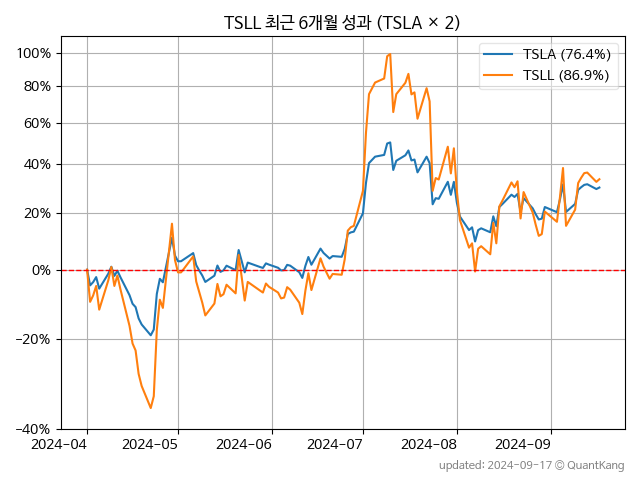 TSLL 최근 6개월 성과 (TSLA × 2)
TSLA (76.4%)
TSLL (86.9%)
100%
80%
60%
40%
20%
0%
−20%
−40%
2024-04 2024-05 2024-06 2024-07 2024-08 2024-09
updated: 2024-09-17 © QuantKang